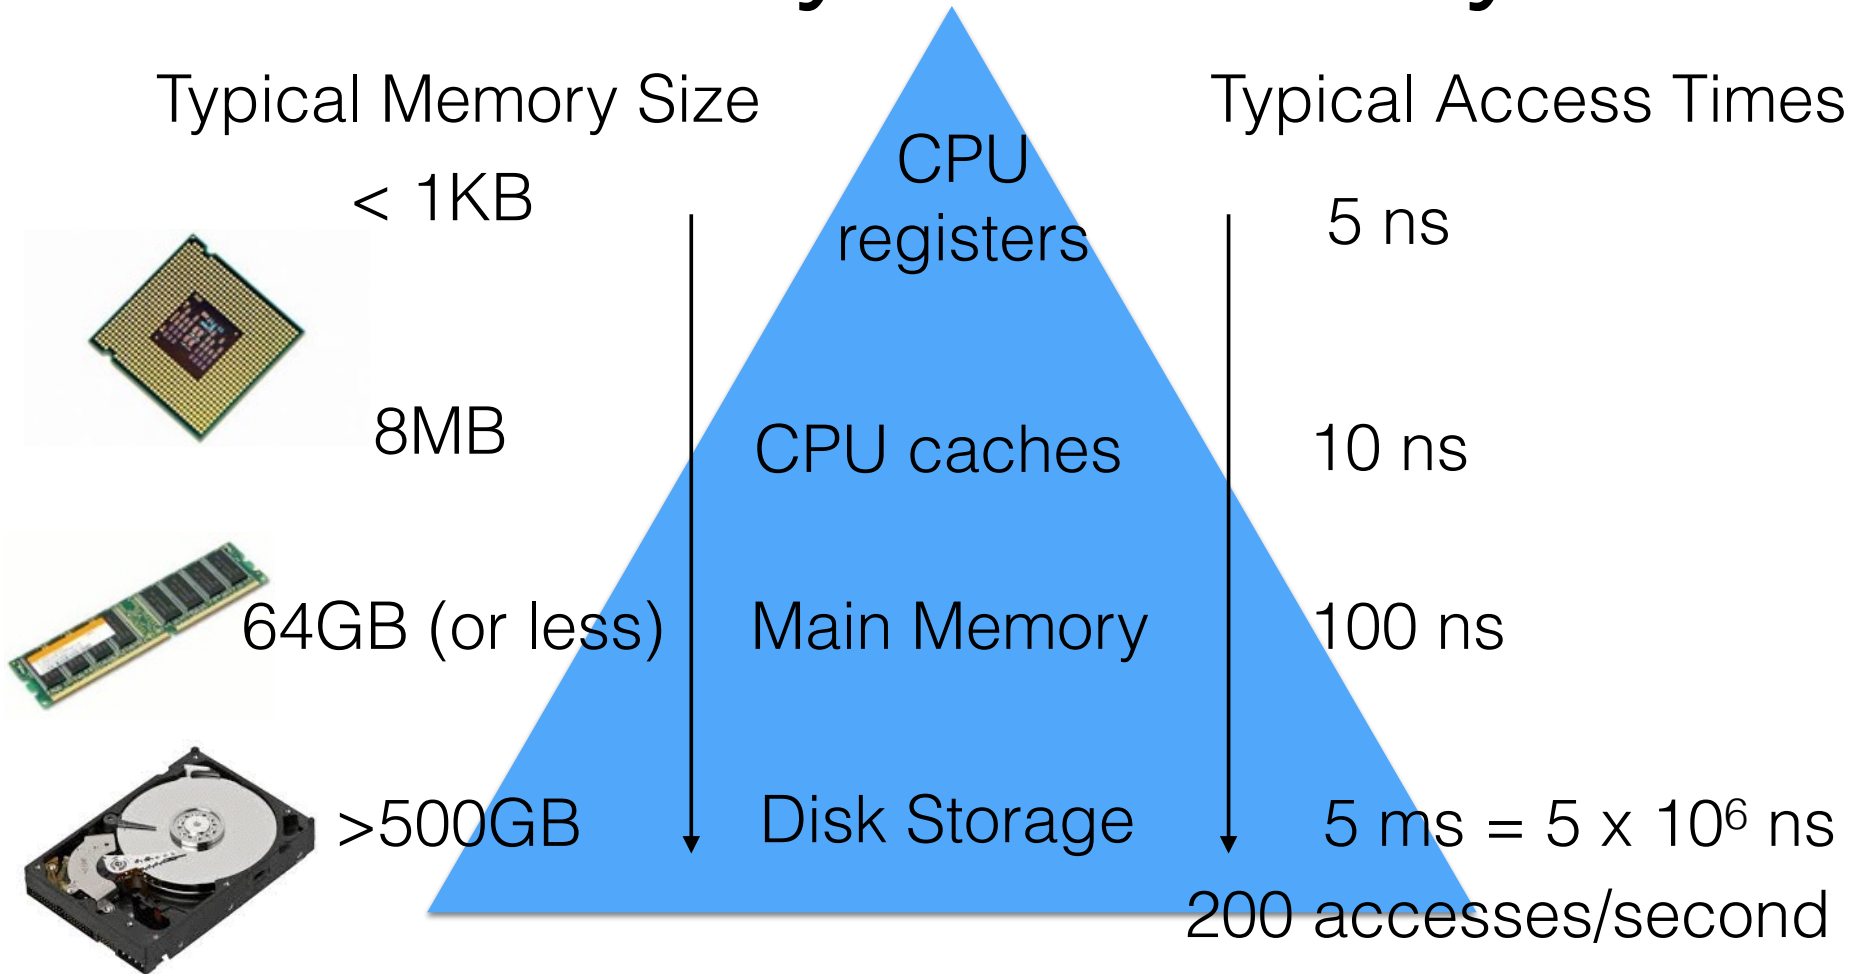 Typical Memory Size
Typical Access Times
CPU
registers
< 1KB
5 ns
8MB
CPU caches
10 ns
64GB (or less)
Main Memory
100 ns
>500GB
Disk Storage
5 ms = 5 x 10⁶ ns
200 accesses/second